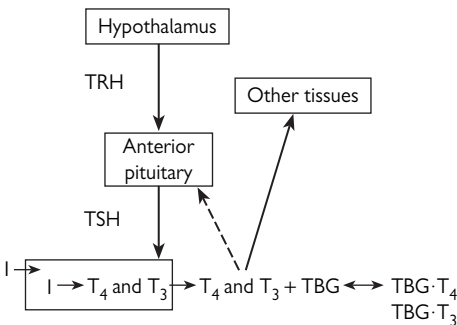 Hypothalamus
TRH
Other tissues
Anterior
pituitary
TSH
I
I → T₄ and T₃ → T₄ and T₃ + TBG ↔ TBG·T₄
TBG·T₃